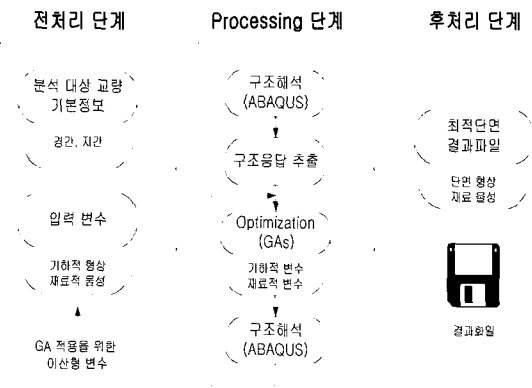 전처리 단계
분석 대상 교량
기본정보
경간, 지간
입력 변수
기하적 형상
재료적 물성
GA 적용을 위한
이산형 변수
Processing 단계
구조해석
(ABAQUS)
구조응답 추출
Optimization
(GAs)
기하적 변수
재료적 변수
구조해석
(ABAQUS)
후처리 단계
최적단면
결과파일
단면 형상
재료 물성
결과화일